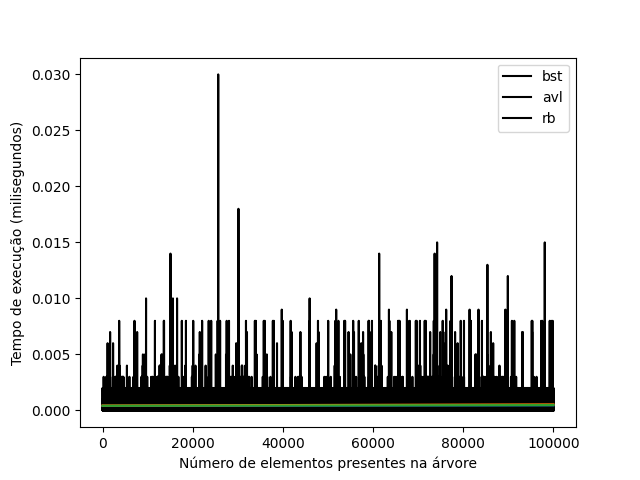 0.030
0.025
0.020
0.015
0.010
0.005
0.000
Tempo de execução (milisegundos)
bst
avl
rb
0
20000
40000
60000
80000
100000
Número de elementos presentes na árvore